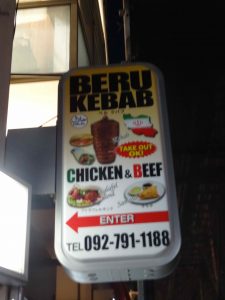 BERU
KEBAB
TAKE OUT
OK!
CHICKEN & BEEF
ENTER
TEL 092-791-1188